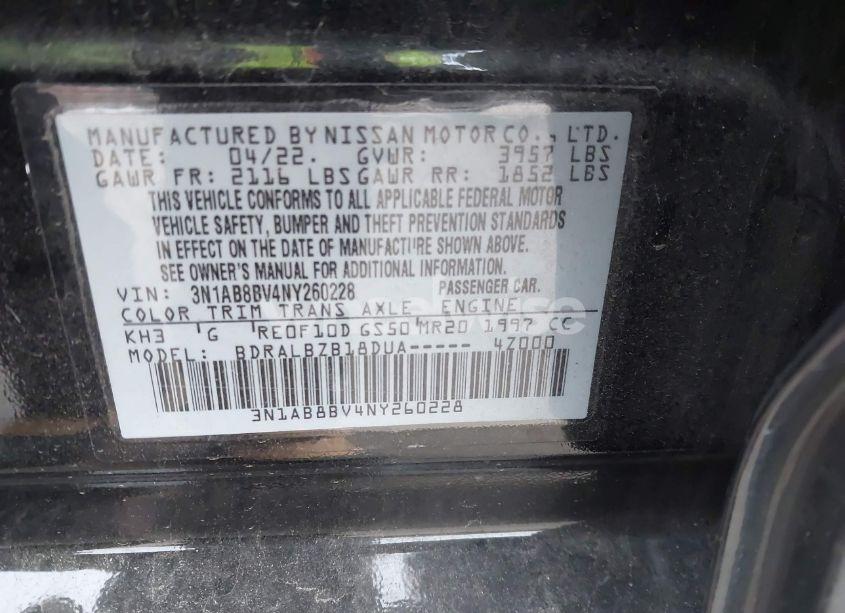 MANUFACTURED BY NISSAN MOTOR CO., LTD.
DATE: 04/22. GVWR: 3957 LBS
GAWR FR: 2116 LBS GAWR RR: 1852 LBS
THIS VEHICLE CONFORMS TO ALL APPLICABLE FEDERAL MOTOR
VEHICLE SAFETY, BUMPER AND THEFT PREVENTION STANDARDS
IN EFFECT ON THE DATE OF MANUFACTURE SHOWN ABOVE.
SEE OWNER'S MANUAL FOR ADDITIONAL INFORMATION.
VIN: 3N1AB8BV4NY260228 PASSENGER CAR.
COLOR TRIM TRANS AXLE ENGINE
KH3 G RE0F10D GS50 MR20 1997 CC
MODEL: BDRALBZB18DUA----- 4Z000
3N1AB8BV4NY260228